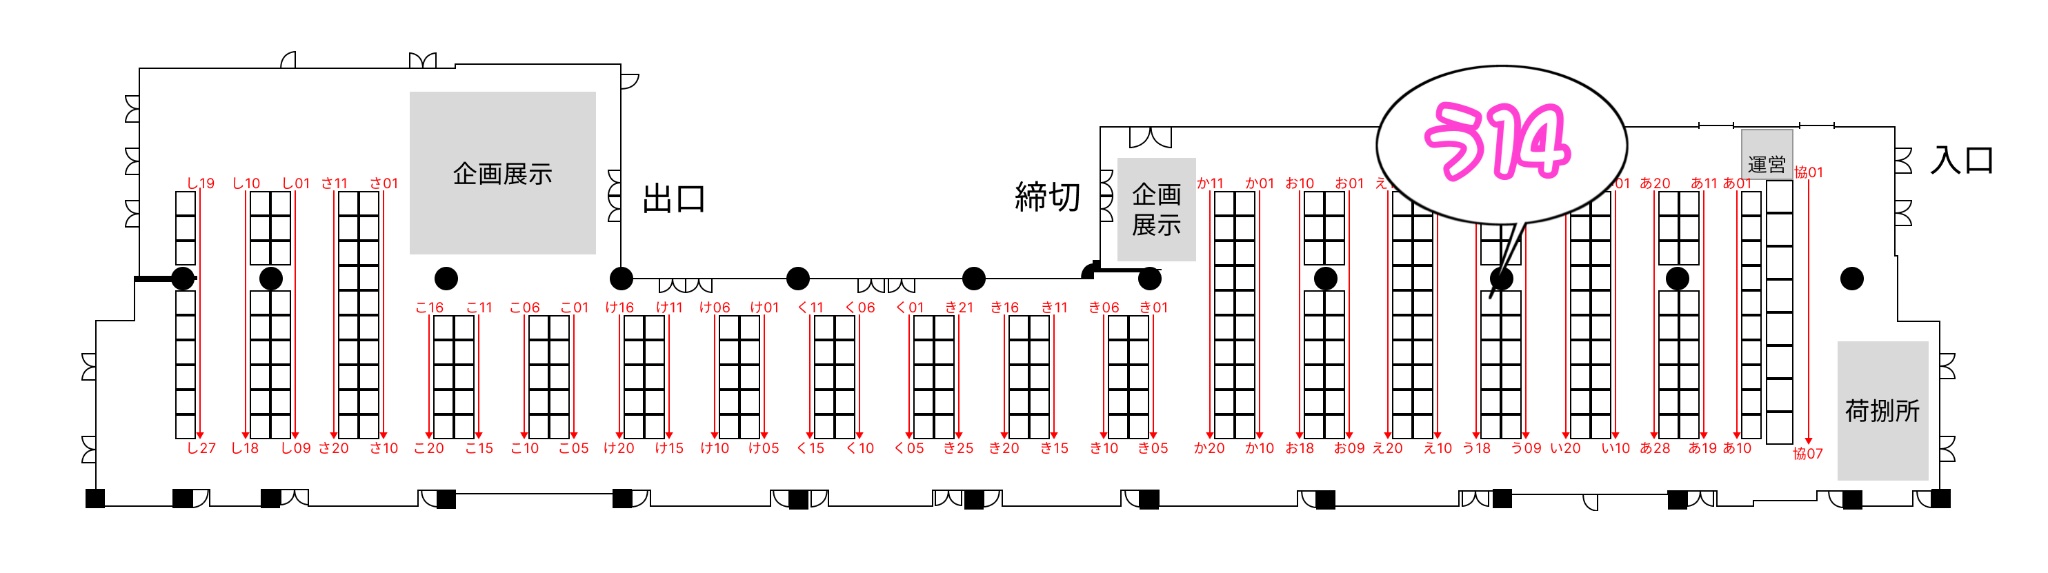 う14
企画展示
出口
締切
企画
展示
運営
入口
荷捌所
し19 し10 し01 さ11 さ01
か11 か01 お10 お01 え1 01 あ20 あ11 あ01 協01
こ16 こ11 こ06 こ01 け16 け11 け06 け01 く11 く06 く01 き21 き16 き11 き06 き01
し27 し18 し09 さ20 さ10 こ20 こ15 こ10 こ05 け20 け15 け10 け05 く15 く10 く05 き25 き20 き15 き10 き05 か20 か10 お18 お09 え20 え10 う18 う09 い20 い10 あ28 あ19 あ10 協07